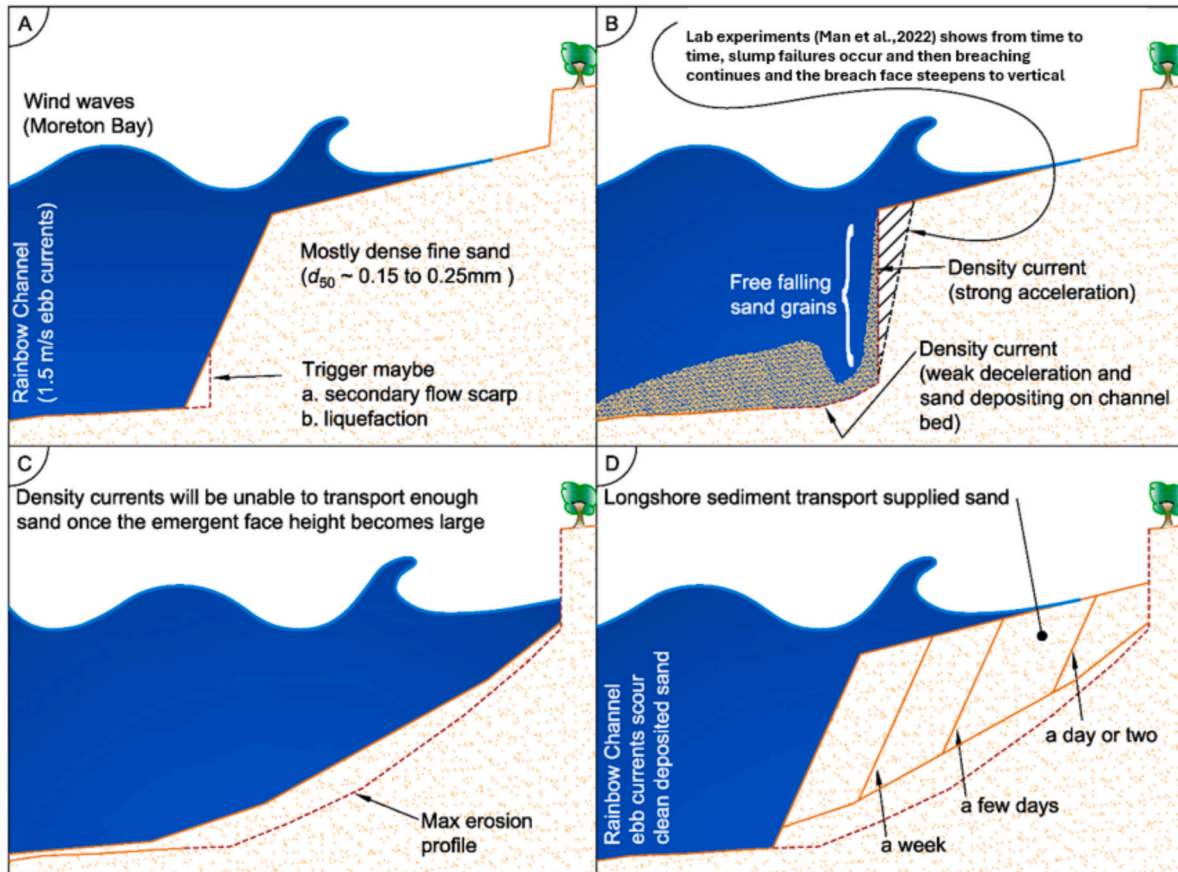 A
Wind waves
(Moreton Bay)
Rainbow Channel
(1.5 m/s ebb currents)
Mostly dense fine sand
(d50 ~ 0.15 to 0.25mm )
Trigger maybe
a. secondary flow scarp
b. liquefaction
B
Lab experiments (Man et al.,2022) shows from time to
time, slump failures occur and then breaching
continues and the breach face steepens to vertical
Free falling
sand grains
Density current
(strong acceleration)
Density current
(weak deceleration and
sand depositing on channel
bed)
C
Density currents will be unable to transport enough
sand once the emergent face height becomes large
Max erosion
profile
D
Longshore sediment transport supplied sand
Rainbow Channel
ebb currents scour
clean deposited sand
a day or two
a few days
a week